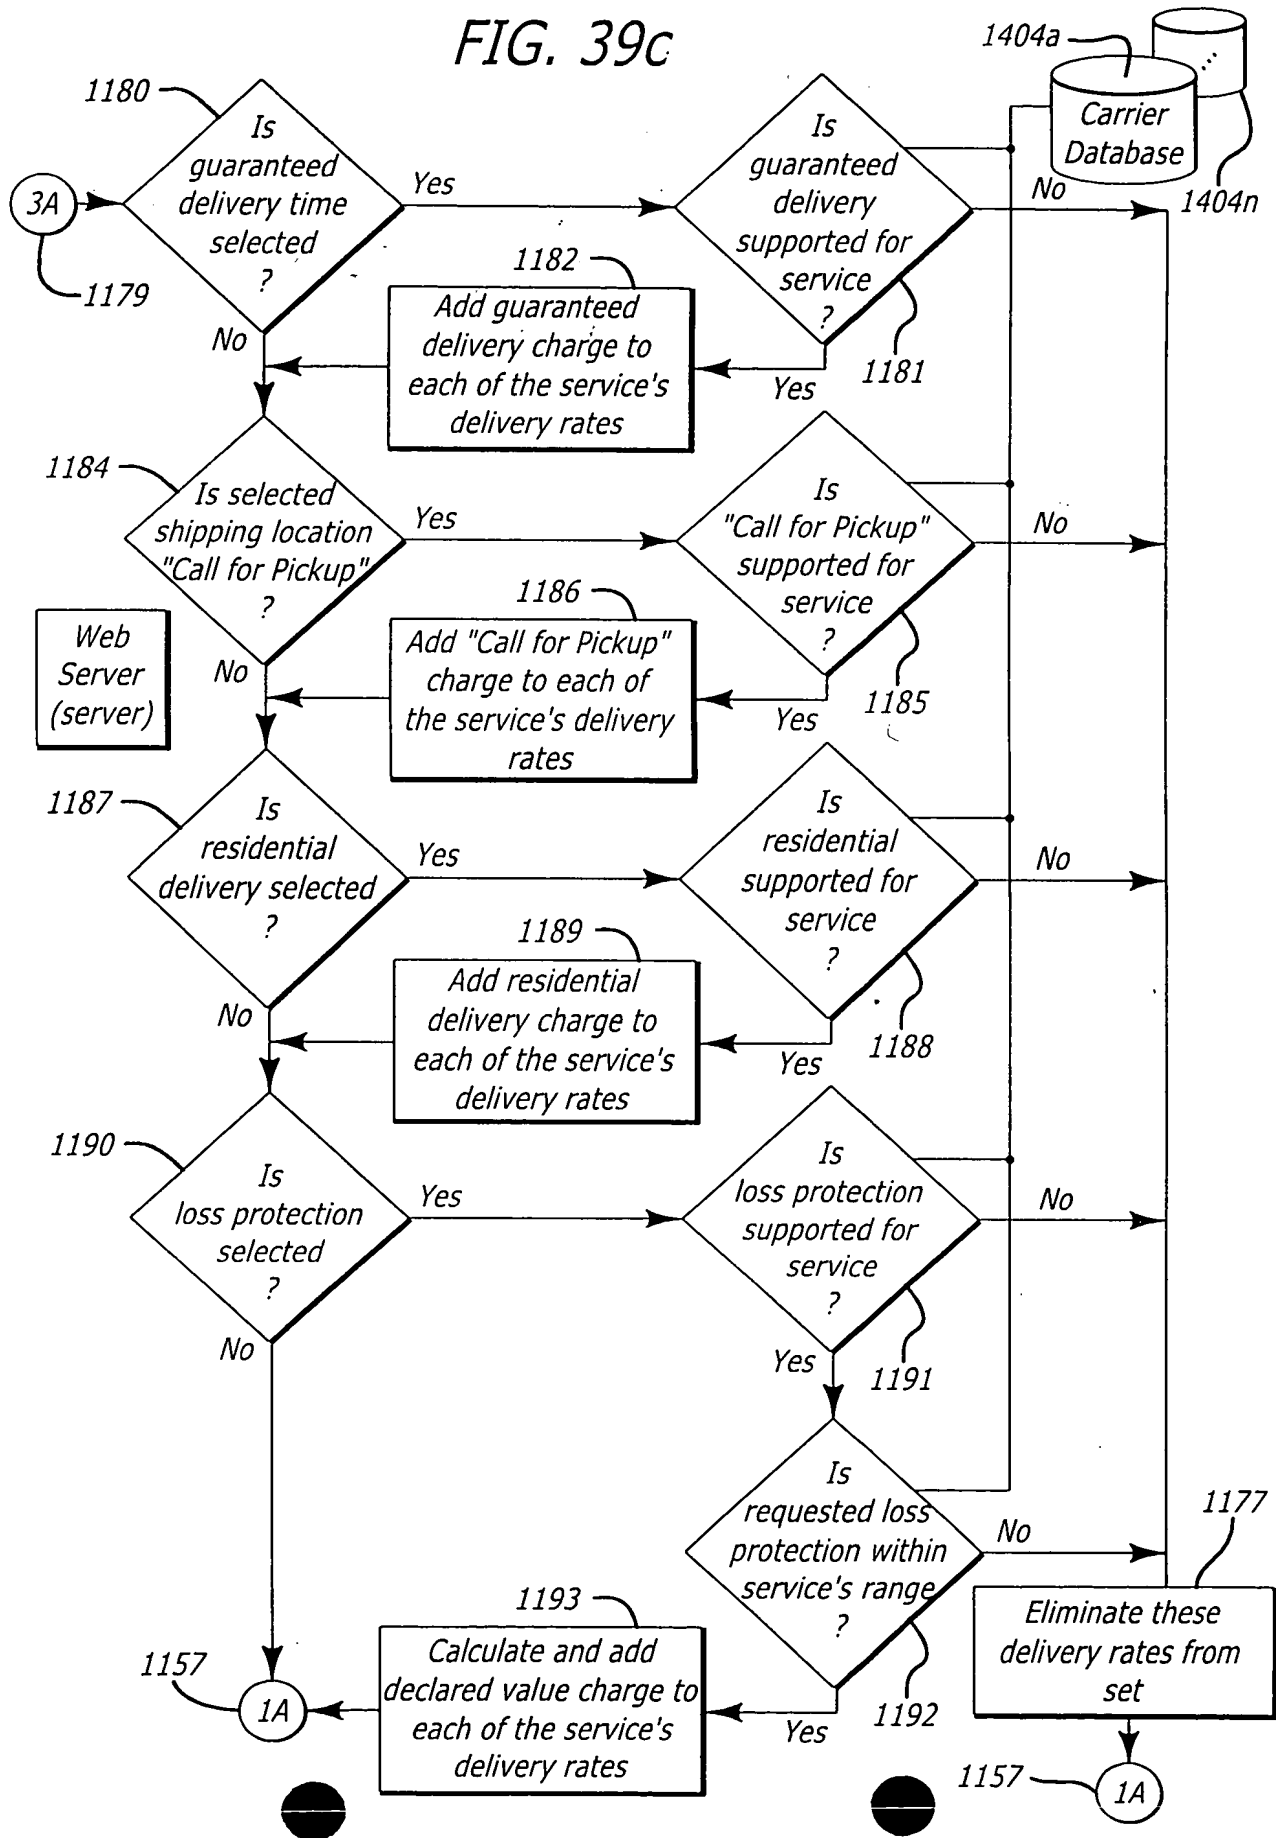 FIG. 39c
1404a
Carrier
Database
1404n
1180
Is
guaranteed
delivery time
selected
?
3A
1179
Yes
No
Is
guaranteed
delivery
supported for
service
?
1181
No
Yes
1182
Add guaranteed
delivery charge to
each of the service's
delivery rates
1184
Is selected
shipping location
"Call for Pickup"
?
Yes
No
Is
"Call for Pickup"
supported for
service
?
1185
No
Yes
1186
Add "Call for Pickup"
charge to each of
the service's delivery
rates
Web
Server
(server)
1187
Is
residential
delivery selected
?
Yes
No
Is
residential
supported for
service
?
1188
No
Yes
1189
Add residential
delivery charge to
each of the service's
delivery rates
1190
Is
loss protection
selected
?
Yes
No
Is
loss protection
supported for
service
?
1191
No
Yes
Is
requested loss
protection within
service's range
?
1192
No
Yes
1177
Eliminate these
delivery rates from
set
1193
Calculate and add
declared value charge to
each of the service's
delivery rates
1157
1A
1157
1A